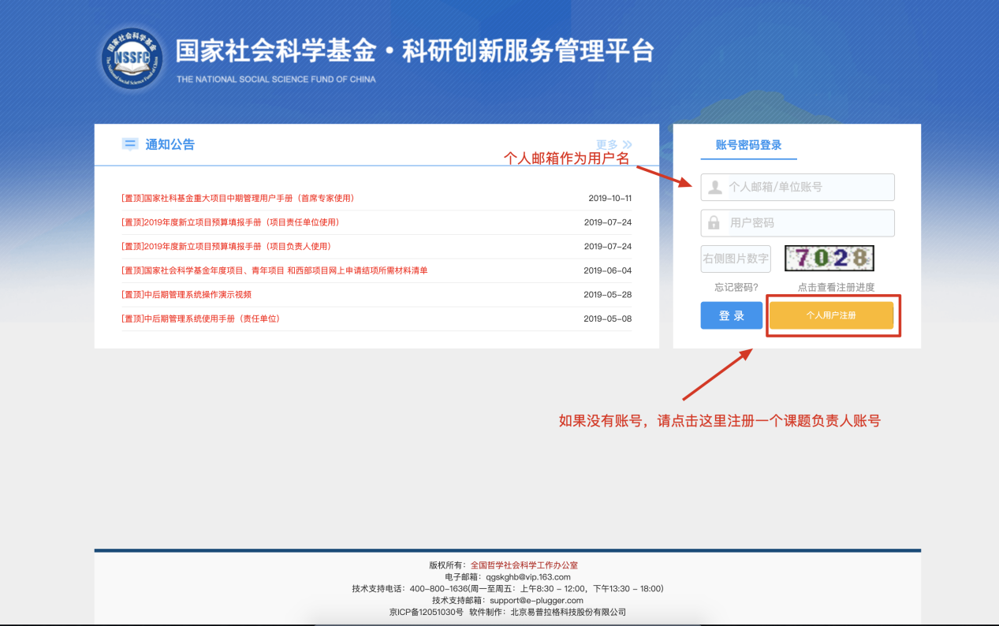 国家社会科学基金
NSSFC
The National Social Science Fund of China
国家社会科学基金·科研创新服务管理平台
THE NATIONAL SOCIAL SCIENCE FUND OF CHINA
通知公告
更多
个人邮箱作为用户名
[置顶]国家社科基金重大项目中期管理用户手册（首席专家使用） 2019-10-11
[置顶]2019年度新立项目预算填报手册（项目责任单位使用） 2019-07-24
[置顶]2019年度新立项目预算填报手册（项目负责人使用） 2019-07-24
[置顶]国家社会科学基金年度项目、青年项目 和西部项目网上申请结项所需材料清单 2019-06-04
[置顶]中后期管理系统操作演示视频 2019-05-28
[置顶]中后期管理系统使用手册（责任单位） 2019-05-08
账号密码登录
个人邮箱/单位账号
用户密码
右侧图片数字 7028
忘记密码? 点击查看注册进度
登 录 个人用户注册
如果没有账号，请点击这里注册一个课题负责人账号
版权所有：全国哲学社会科学工作办公室
电子邮箱：qgskghb@vip.163.com
技术支持电话：400-800-1636(周一至周五：上午8:30 - 12:00，下午13:30 - 18:00)
技术支持邮箱：support@e-plugger.com
京ICP备12051030号 软件制作：北京易普拉格科技股份有限公司